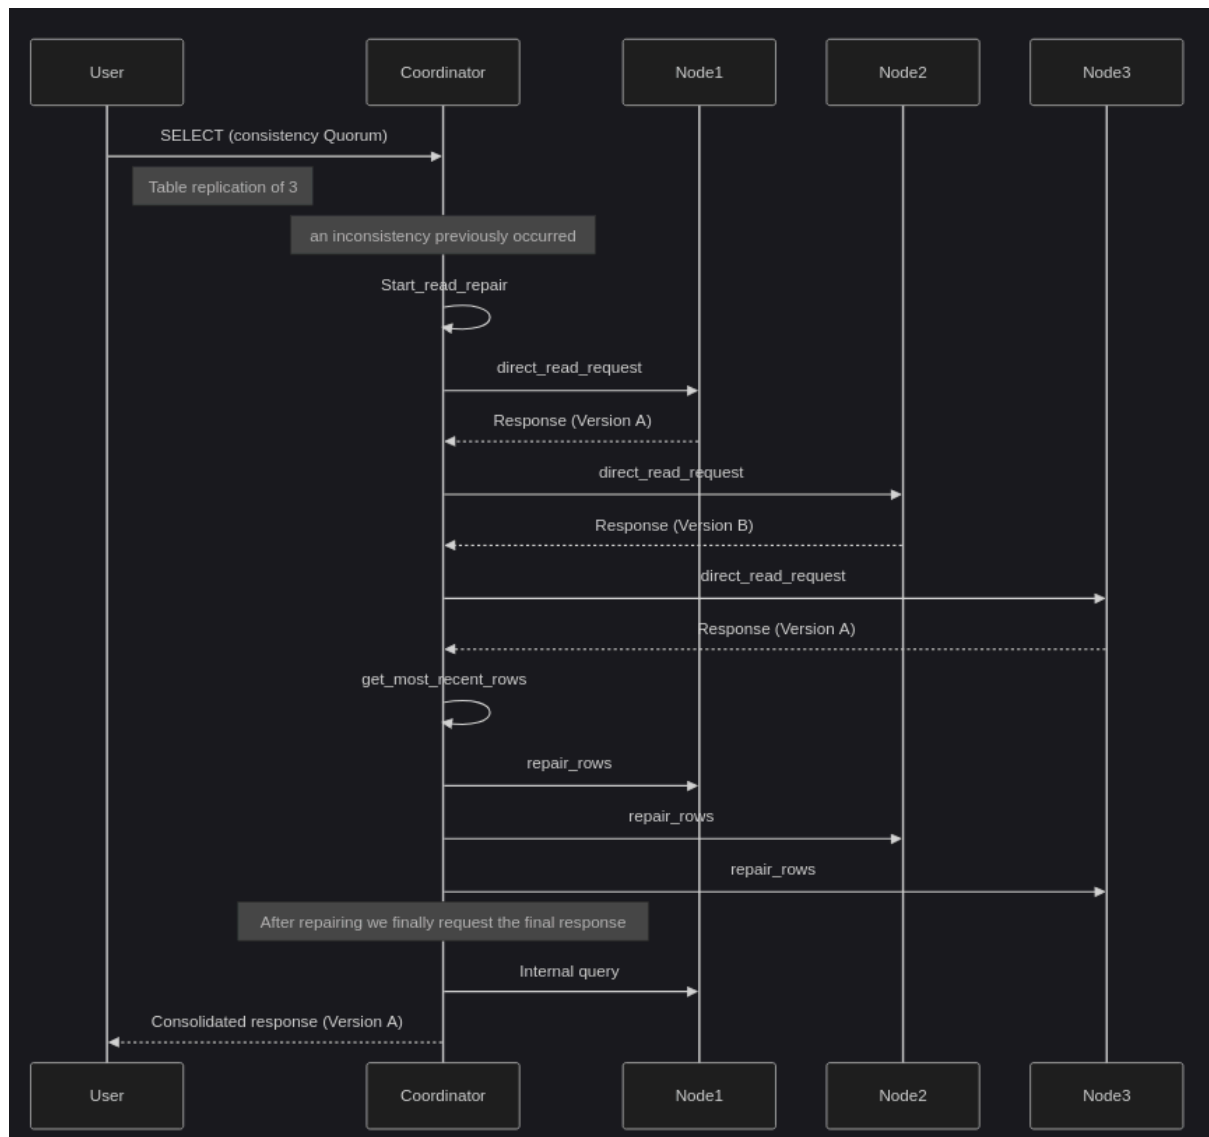 User
Coordinator
Node1
Node2
Node3
SELECT (consistency Quorum)
Table replication of 3
an inconsistency previously occurred
Start_read_repair
direct_read_request
Response (Version A)
direct_read_request
Response (Version B)
direct_read_request
Response (Version A)
get_most_recent_rows
repair_rows
repair_rows
repair_rows
After repairing we finally request the final response
Internal query
Consolidated response (Version A)
User
Coordinator
Node1
Node2
Node3